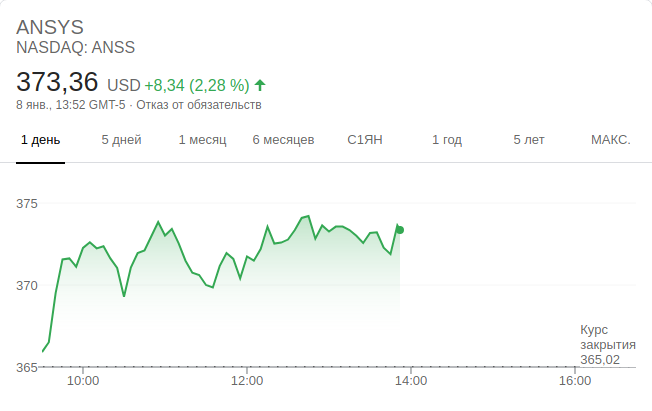 ANSYS
NASDAQ: ANSS
373,36 USD +8,34 (2,28 %)
8 янв., 13:52 GMT-5 · Отказ от обязательств
1 день 5 дней 1 месяц 6 месяцев С1ЯН 1 год 5 лет МАКС.
375
370
365
Курс
закрытия
365,02
10:00 12:00 14:00 16:00